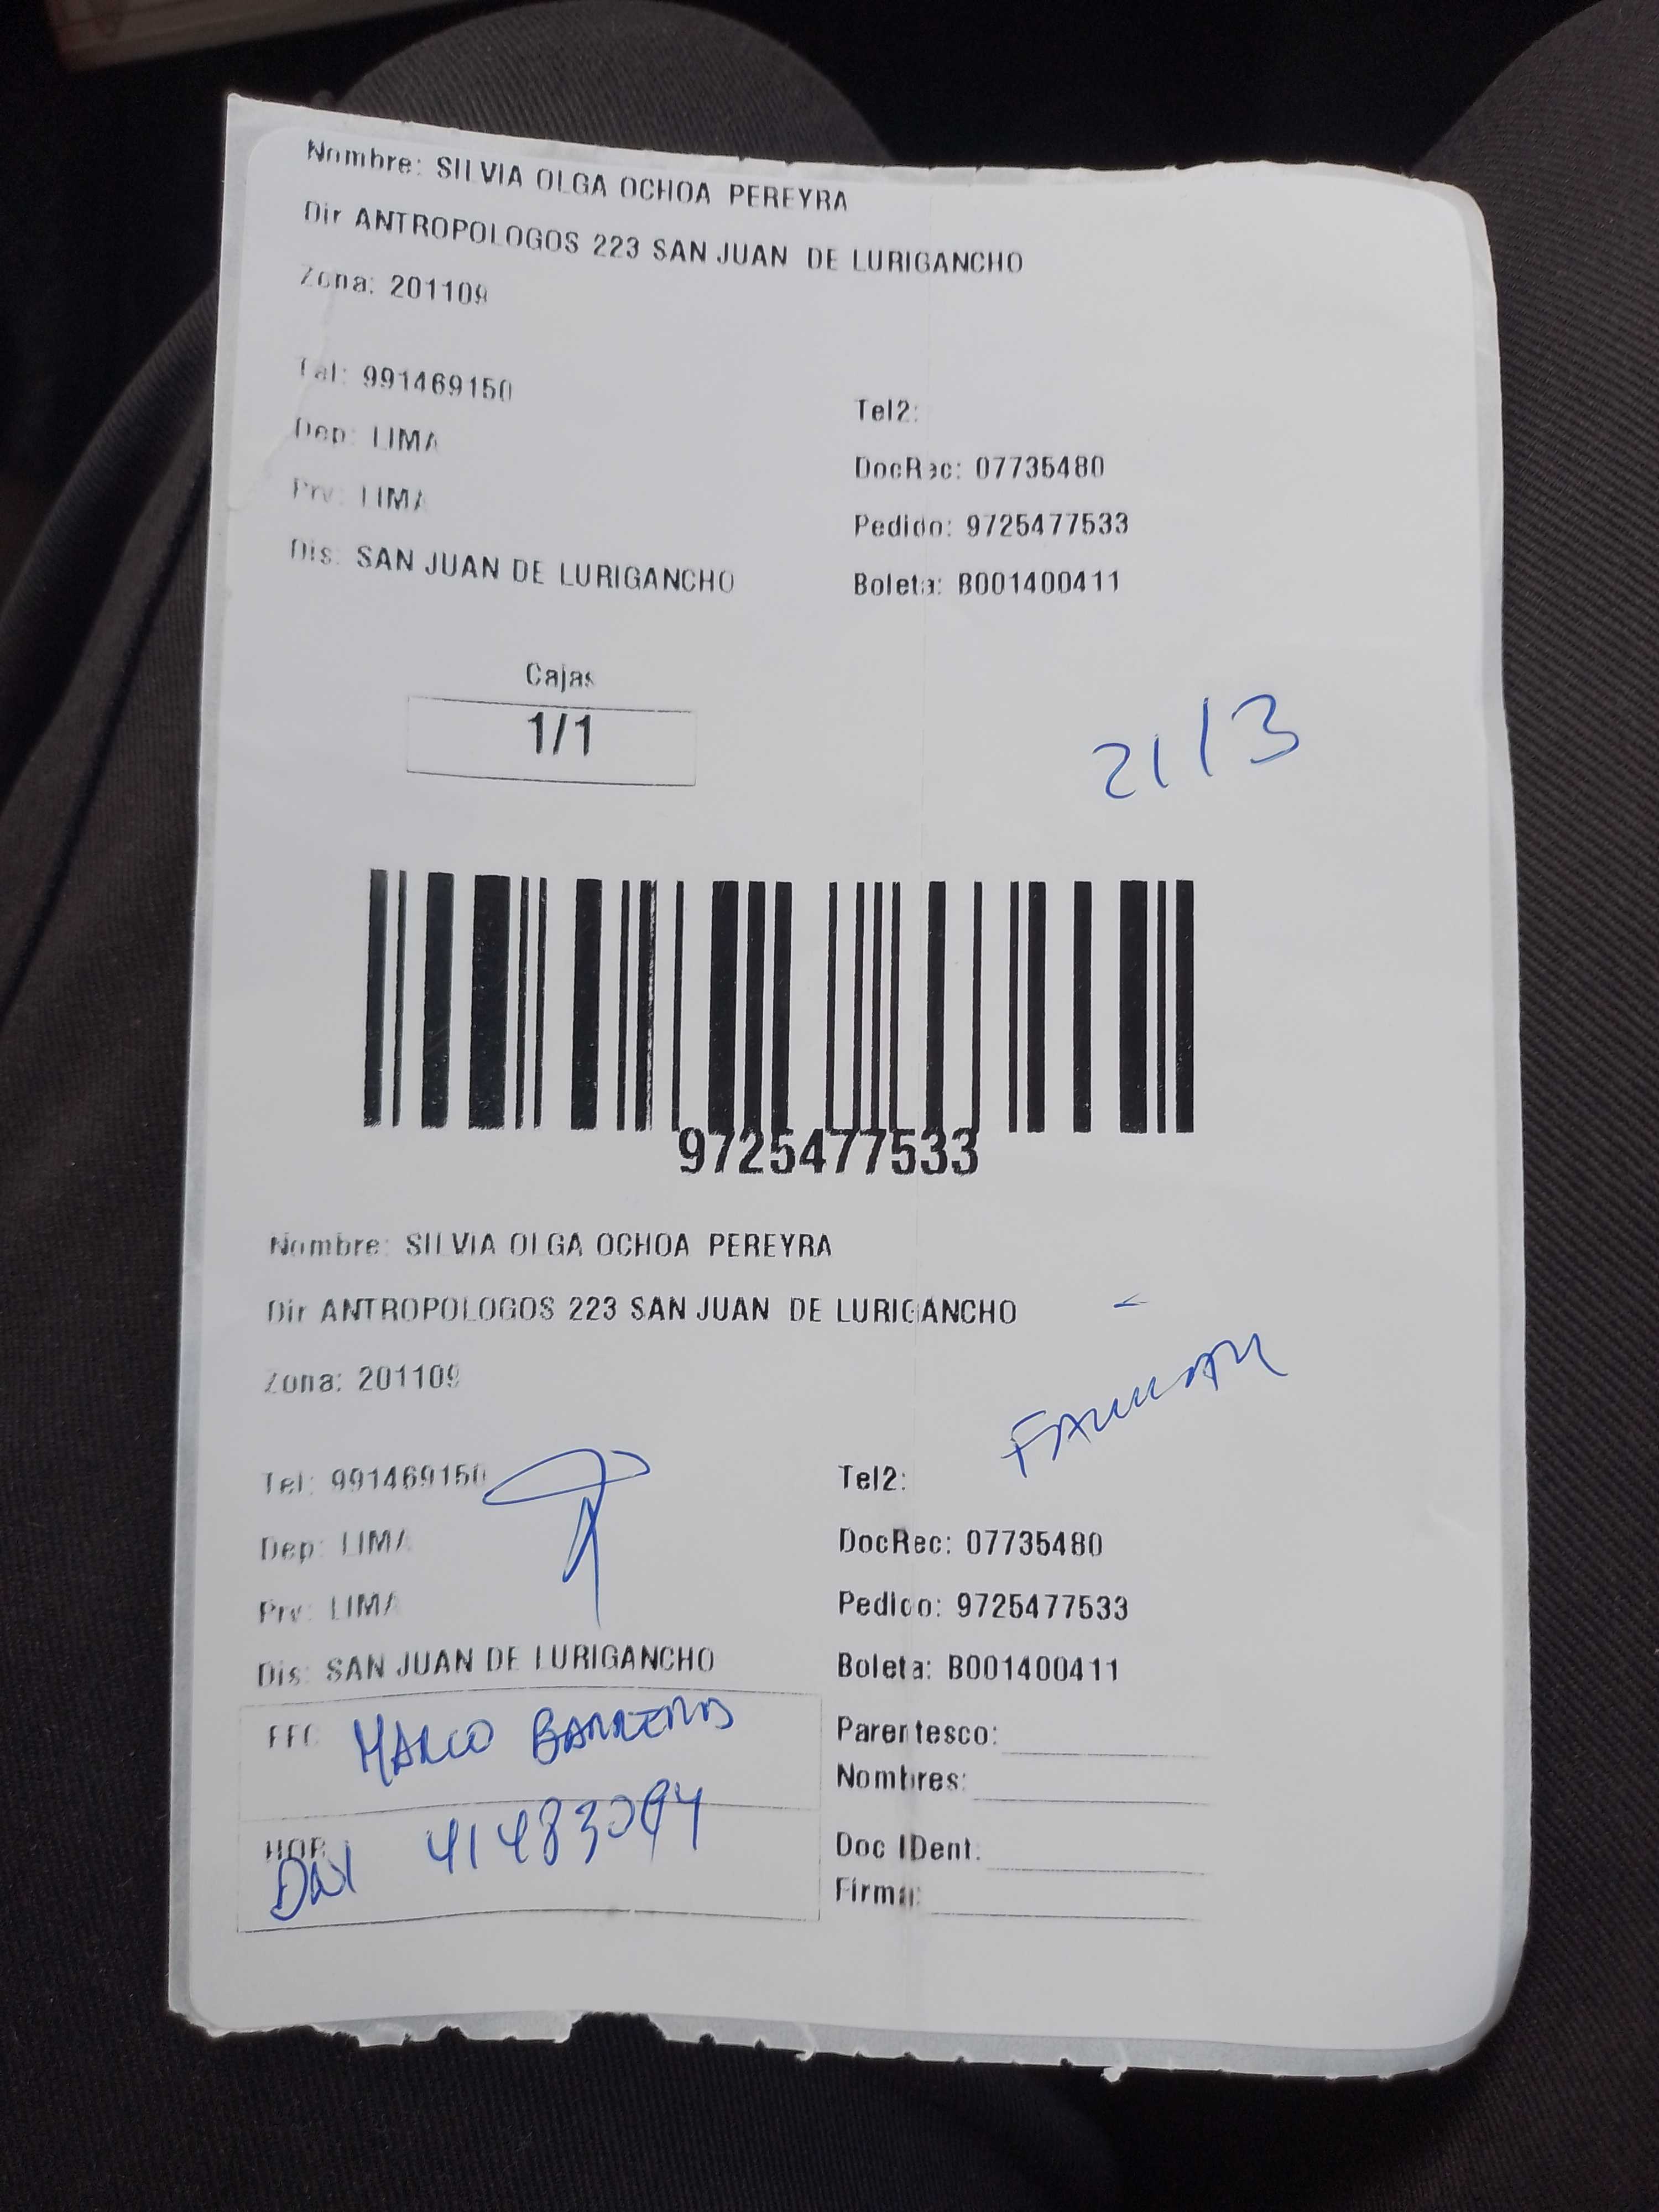 Nombre: SILVIA OLGA OCHOA PEREYRA
Dir ANTROPOLOGOS 223 SAN JUAN DE LURIGANCHO
Zona: 201109
Tel: 991469150
Tel2:
Dep: LIMA
DocRec: 07735480
Prv: LIMA
Pedido: 9725477533
Dis: SAN JUAN DE LURIGANCHO
Boleta: B001400411
Cajas
1/1
21/3
9725477533
Nombre: SILVIA OLGA OCHOA PEREYRA
Dir ANTROPOLOGOS 223 SAN JUAN DE LURIGANCHO
Zona: 201109
FAMILIAR
Tel: 991469150
Tel2:
Dep: LIMA
DocRec: 07735480
Prv: LIMA
Pedido: 9725477533
Dis: SAN JUAN DE LURIGANCHO
Boleta: B001400411
MARCO
Parentesco:
Nombres:
DNI
Doc IDent:
Firma: